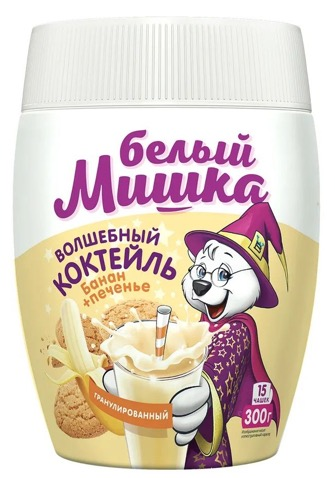 белый
Мишка
ВОЛШЕБНЫЙ
КОКТЕЙЛЬ
Банан
+печенье
ГРАНУЛИРОВАННЫЙ
15
ЧАШЕК
300г